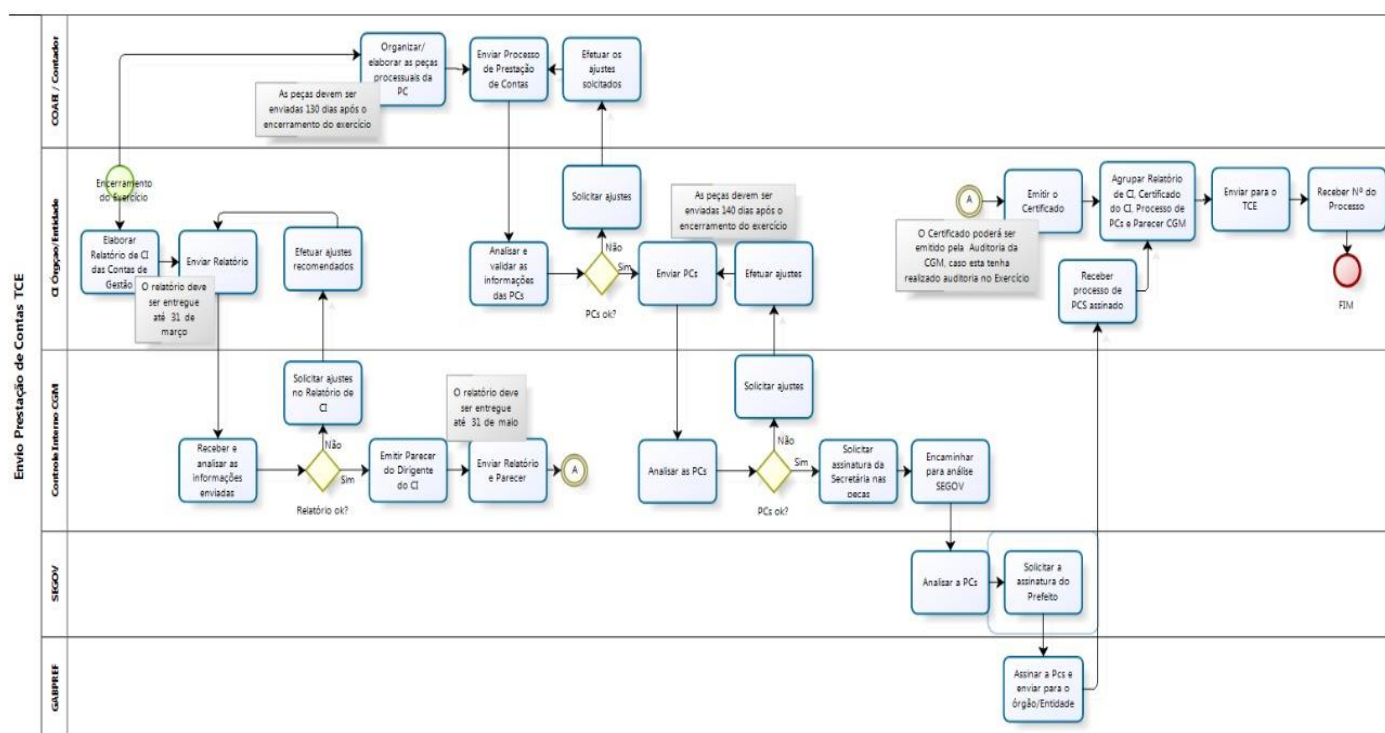 Envio Prestação de Contas TCE
COAFI / Contador
Organizar/
elaborar as peças
processuais da
PC
Enviar Processo
de Prestação
de Contas
Efetuar os
ajustes
solcitados
As peças devem ser
enviadas 130 dias após o
encerramento do exercício
CI Órgçao/Entidade
Encerramento
do Exercício
Elaborar
Relatório de CI
das Contas de
Gestão
Enviar Relatório
O relatório deve
ser entregue
até 31 de
março
Efetuar ajustes
recomendados
Analisar e
validar as
informações
das PCs
Solicitar ajustes
Não
Sim
PCs ok?
As peças devem ser
enviadas 140 dias após o
encerramento do exercício
Enviar PCs
Efetuar ajustes
A
Emitir o
Certificado
O Certificado poderá ser
emitido pela Auditoria da
CGM, caso esta tenha
realizado auditoria no Exercício
Agrupar Relatório
de CI, Certificado
do CI, Processo de
PCs e Parecer CGM
Enviar para o
TCE
Receber Nº do
Processo
Receber
processo de
PCS assinado
FIM
Controle Interno CGM
Receber e
analisar as
informações
enviadas
Solicitar ajustes
no Relatório de
CI
Não
Sim
Relatório ok?
Emitir Parecer
do Dirigente
do CI
O relatório deve
ser entregue
até 31 de maio
Enviar Relatório
e Parecer
A
Analisar as PCs
Solicitar ajustes
Não
Sim
PCs ok?
Solicitar
assinatura da
Secretária nas
peças
Encaminhar
para análise
SEGOV
SEGOV
Analisar a PCs
Solicitar a
assinatura do
Prefeito
GABPREF
Assinar a Pcs e
enviar para o
órgão/Entidade